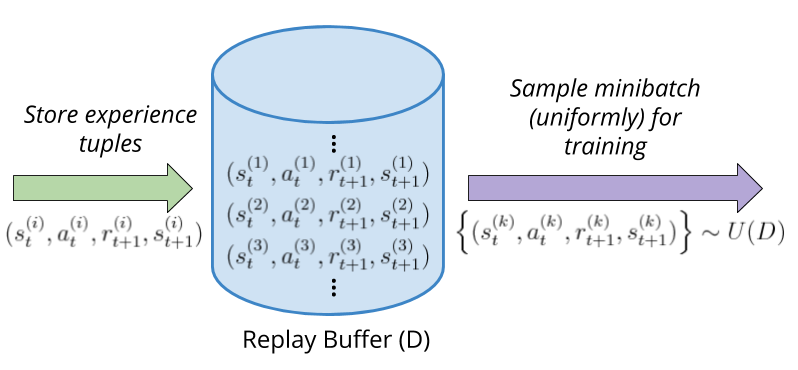 Store experience
tuples
$(s_t^{(i)}, a_t^{(i)}, r_{t+1}^{(i)}, s_{t+1}^{(i)})$
⋮
$(s_t^{(1)}, a_t^{(1)}, r_{t+1}^{(1)}, s_{t+1}^{(1)})$
$(s_t^{(2)}, a_t^{(2)}, r_{t+1}^{(2)}, s_{t+1}^{(2)})$
$(s_t^{(3)}, a_t^{(3)}, r_{t+1}^{(3)}, s_{t+1}^{(3)})$
⋮
Replay Buffer (D)
Sample minibatch
(uniformly) for
training
$\left\{(s_t^{(k)}, a_t^{(k)}, r_{t+1}^{(k)}, s_{t+1}^{(k)})\right\} \sim U(D)$